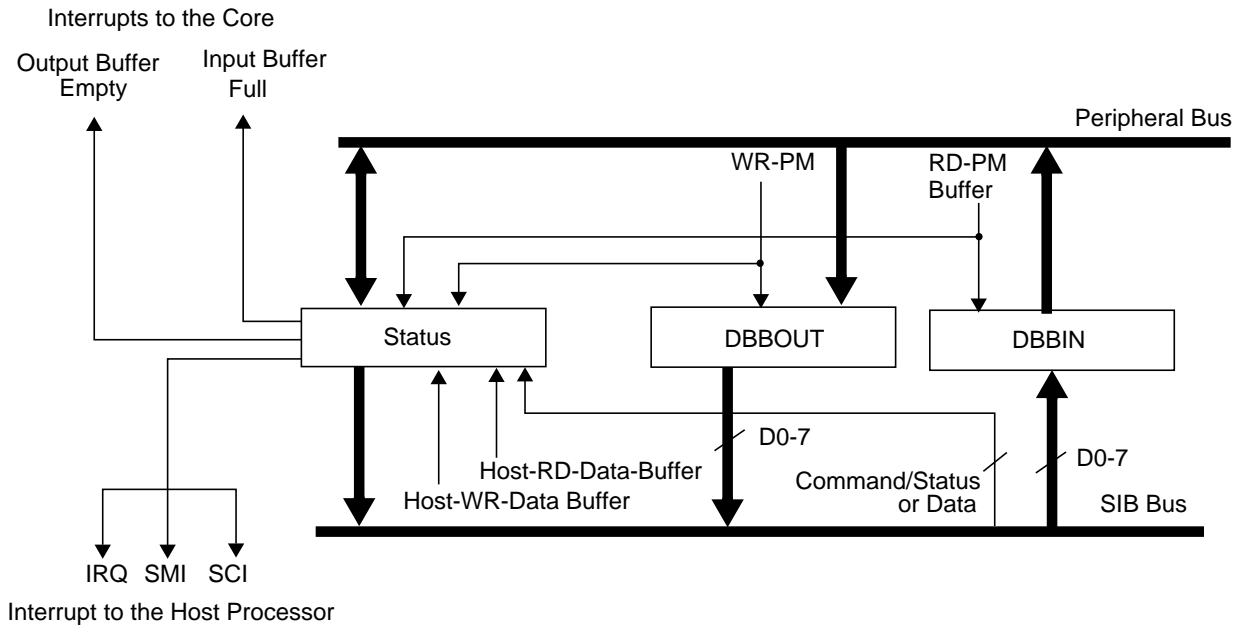 Interrupts to the Core
Output Buffer
Empty
Input Buffer
Full
Peripheral Bus
WR-PM
RD-PM
Buffer
Status
DBBOUT
DBBIN
D0-7
Host-RD-Data-Buffer
Host-WR-Data Buffer
Command/Status
or Data
D0-7
SIB Bus
IRQ
SMI
SCI
Interrupt to the Host Processor